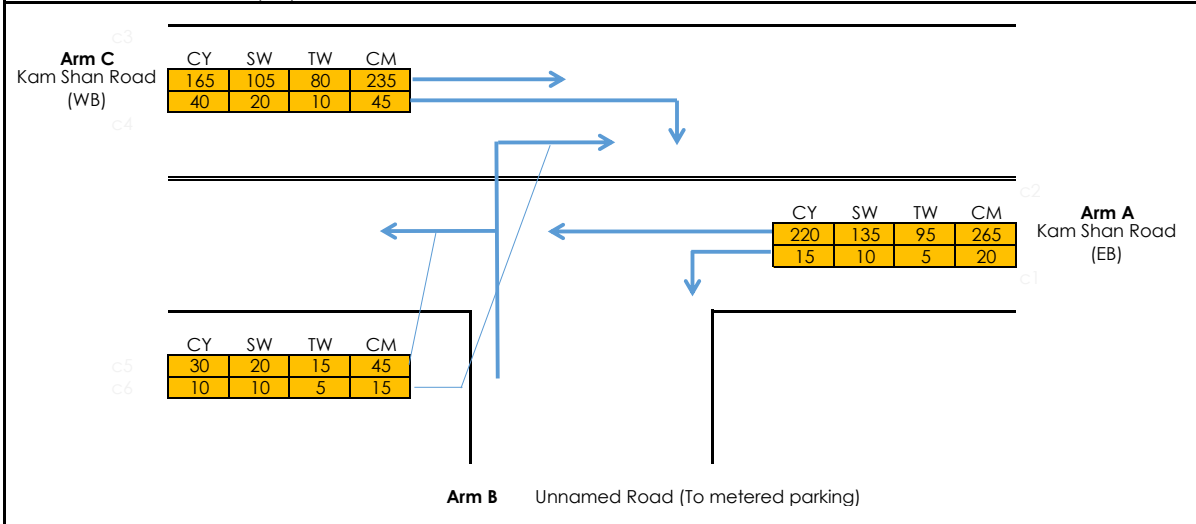 c3
Arm C
Kam Shan Road
(WB)
c4
CY SW TW CM
165 105 80 235
40 20 10 45
c2
CY SW TW CM
220 135 95 265
15 10 5 20
Arm A
Kam Shan Road
(EB)
c1
CY SW TW CM
c5 30 20 15 45
c6 10 10 5 15
Arm B Unnamed Road (To metered parking)